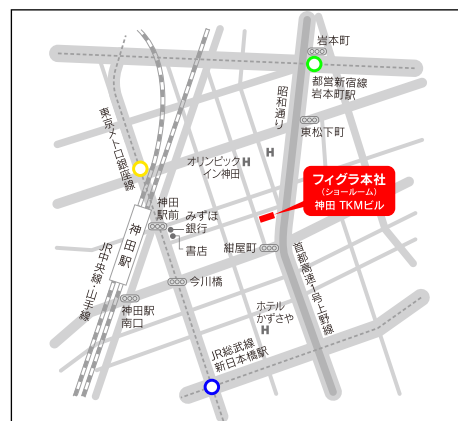 岩本町
都営新宿線
岩本町駅
昭和通り
東松下町
東京メトロ銀座線
オリンピック
イン神田
H
H
フィグラ本社
(ショールーム)
神田 TKMビル
神田
駅前
みずほ
銀行
書店
神田駅
紺屋町
首都高速1号上野線
JR中央線・山手線
今川橋
神田駅
南口
ホテル
かずさや
H
JR総武線
新日本橋駅